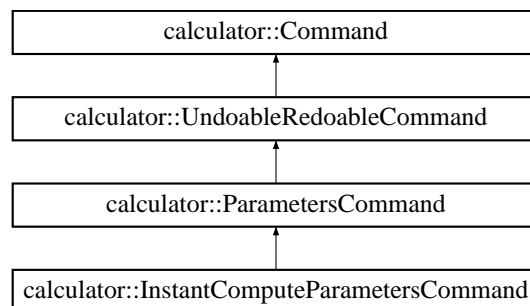 calculator::Command
calculator::UndoableRedoableCommand
calculator::ParametersCommand
calculator::InstantComputeParametersCommand